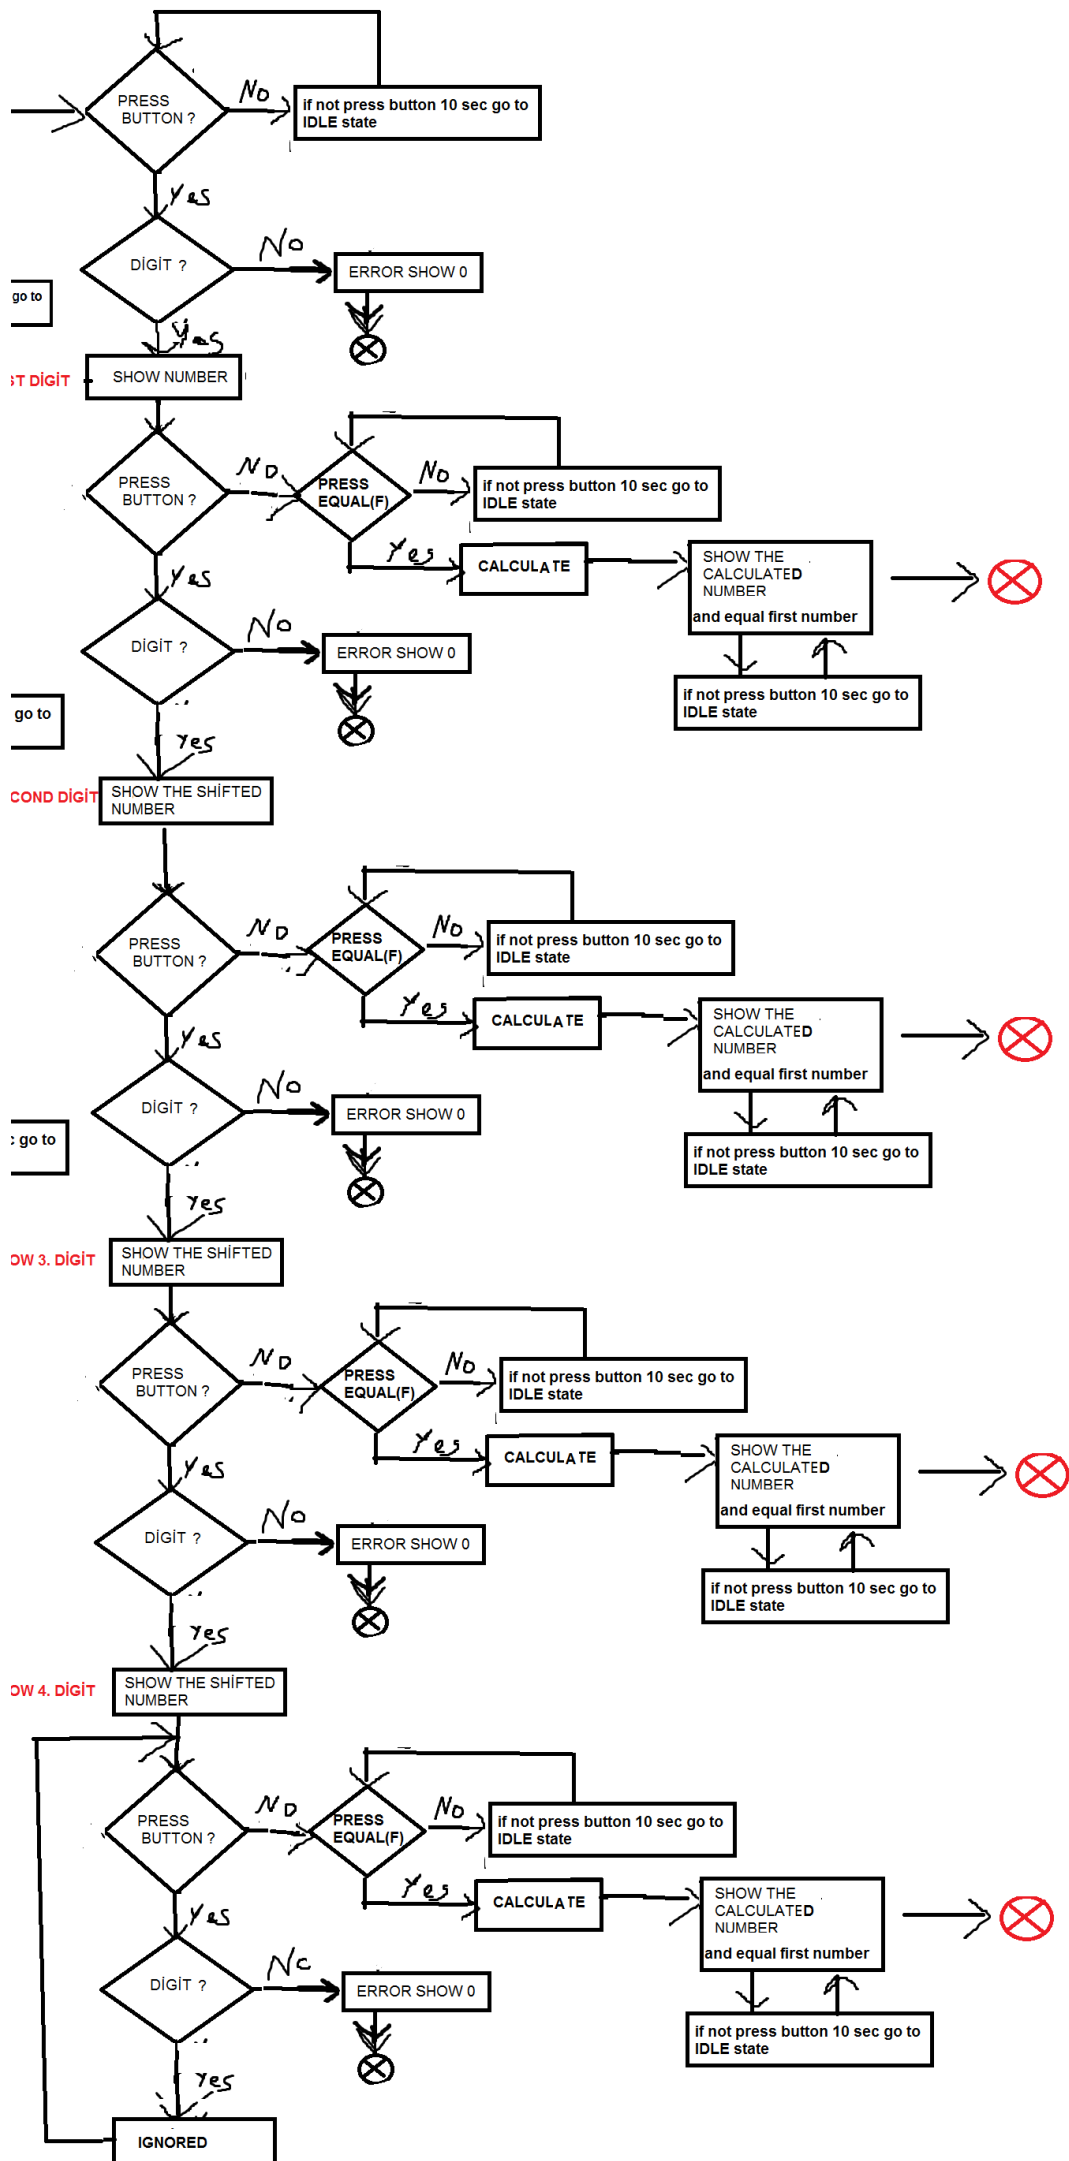 PRESS
BUTTON ?
No
if not press button 10 sec go to
IDLE state
Yes
DİGİT ?
No
ERROR SHOW 0
go to
Yes
ST DİGİT
SHOW NUMBER
PRESS
BUTTON ?
No
PRESS
EQUAL(F)
No
if not press button 10 sec go to
IDLE state
Yes
CALCULATE
SHOW THE
CALCULATED
NUMBER
and equal first number
Yes
DİGİT ?
No
ERROR SHOW 0
if not press button 10 sec go to
IDLE state
go to
Yes
COND DİGİT
SHOW THE SHİFTED
NUMBER
PRESS
BUTTON ?
No
PRESS
EQUAL(F)
No
if not press button 10 sec go to
IDLE state
Yes
CALCULATE
SHOW THE
CALCULATED
NUMBER
and equal first number
Yes
DİGİT ?
No
ERROR SHOW 0
if not press button 10 sec go to
IDLE state
c go to
Yes
OW 3. DİGİT
SHOW THE SHİFTED
NUMBER
PRESS
BUTTON ?
No
PRESS
EQUAL(F)
No
if not press button 10 sec go to
IDLE state
Yes
CALCULATE
SHOW THE
CALCULATED
NUMBER
and equal first number
Yes
DİGİT ?
No
ERROR SHOW 0
if not press button 10 sec go to
IDLE state
Yes
OW 4. DİGİT
SHOW THE SHİFTED
NUMBER
PRESS
BUTTON ?
No
PRESS
EQUAL(F)
No
if not press button 10 sec go to
IDLE state
Yes
CALCULATE
SHOW THE
CALCULATED
NUMBER
and equal first number
Yes
DİGİT ?
No
ERROR SHOW 0
if not press button 10 sec go to
IDLE state
Yes
IGNORED